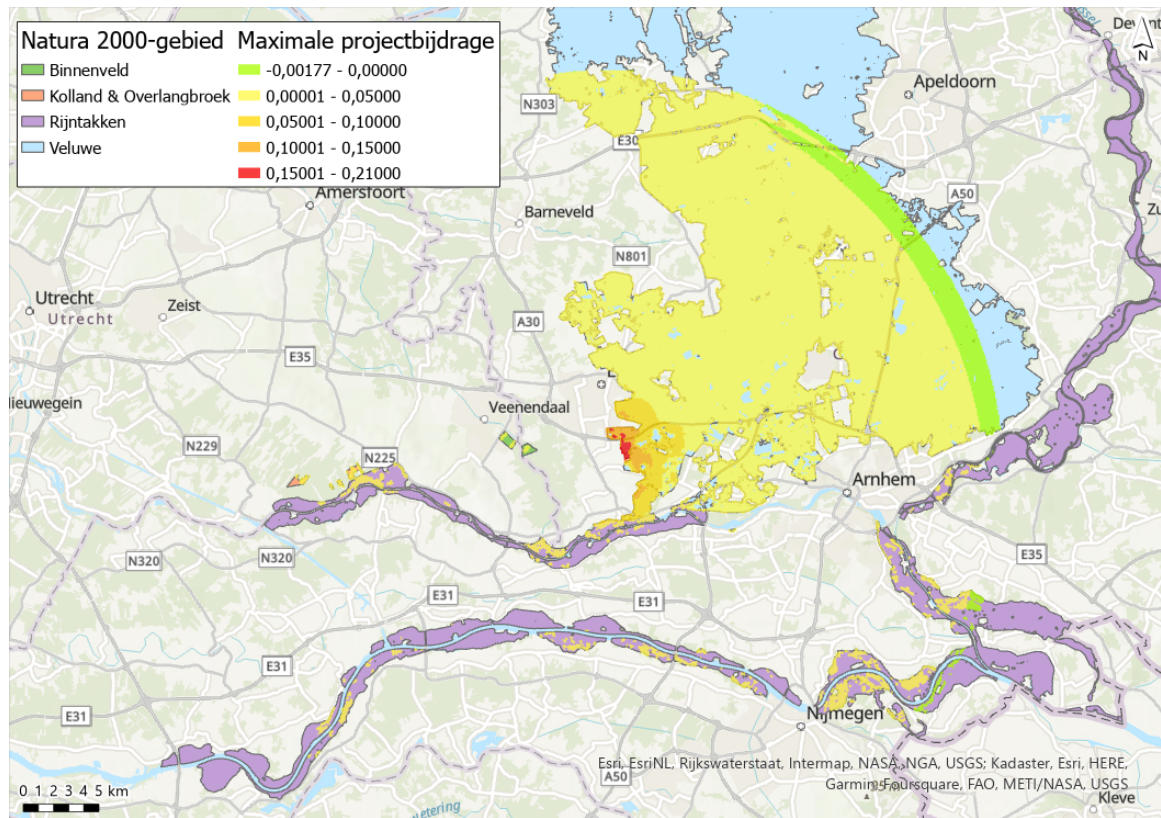 Natura 2000-gebied
Binnenveld
Kolland & Overlangbroek
Rijntakken
Veluwe
Maximale projectbijdrage
-0,00177 - 0,00000
0,00001 - 0,05000
0,05001 - 0,10000
0,10001 - 0,15000
0,15001 - 0,21000
N
Apeldoorn
N303
E30
A50
Amersfoort
Barneveld
N801
Utrecht
Utrecht
Zeist
A30
E35
Veenendaal
N229
N225
Arnhem
N320
N320
E35
E31
E31
E31
E31
Nijmegen
A50
Esri, EsriNL, Rijkswaterstaat, Intermap, NASA, NGA, USGS; Kadaster, Esri, HERE,
Garmin, Foursquare, FAO, METI/NASA, USGS
Kleve
0 1 2 3 4 5 km